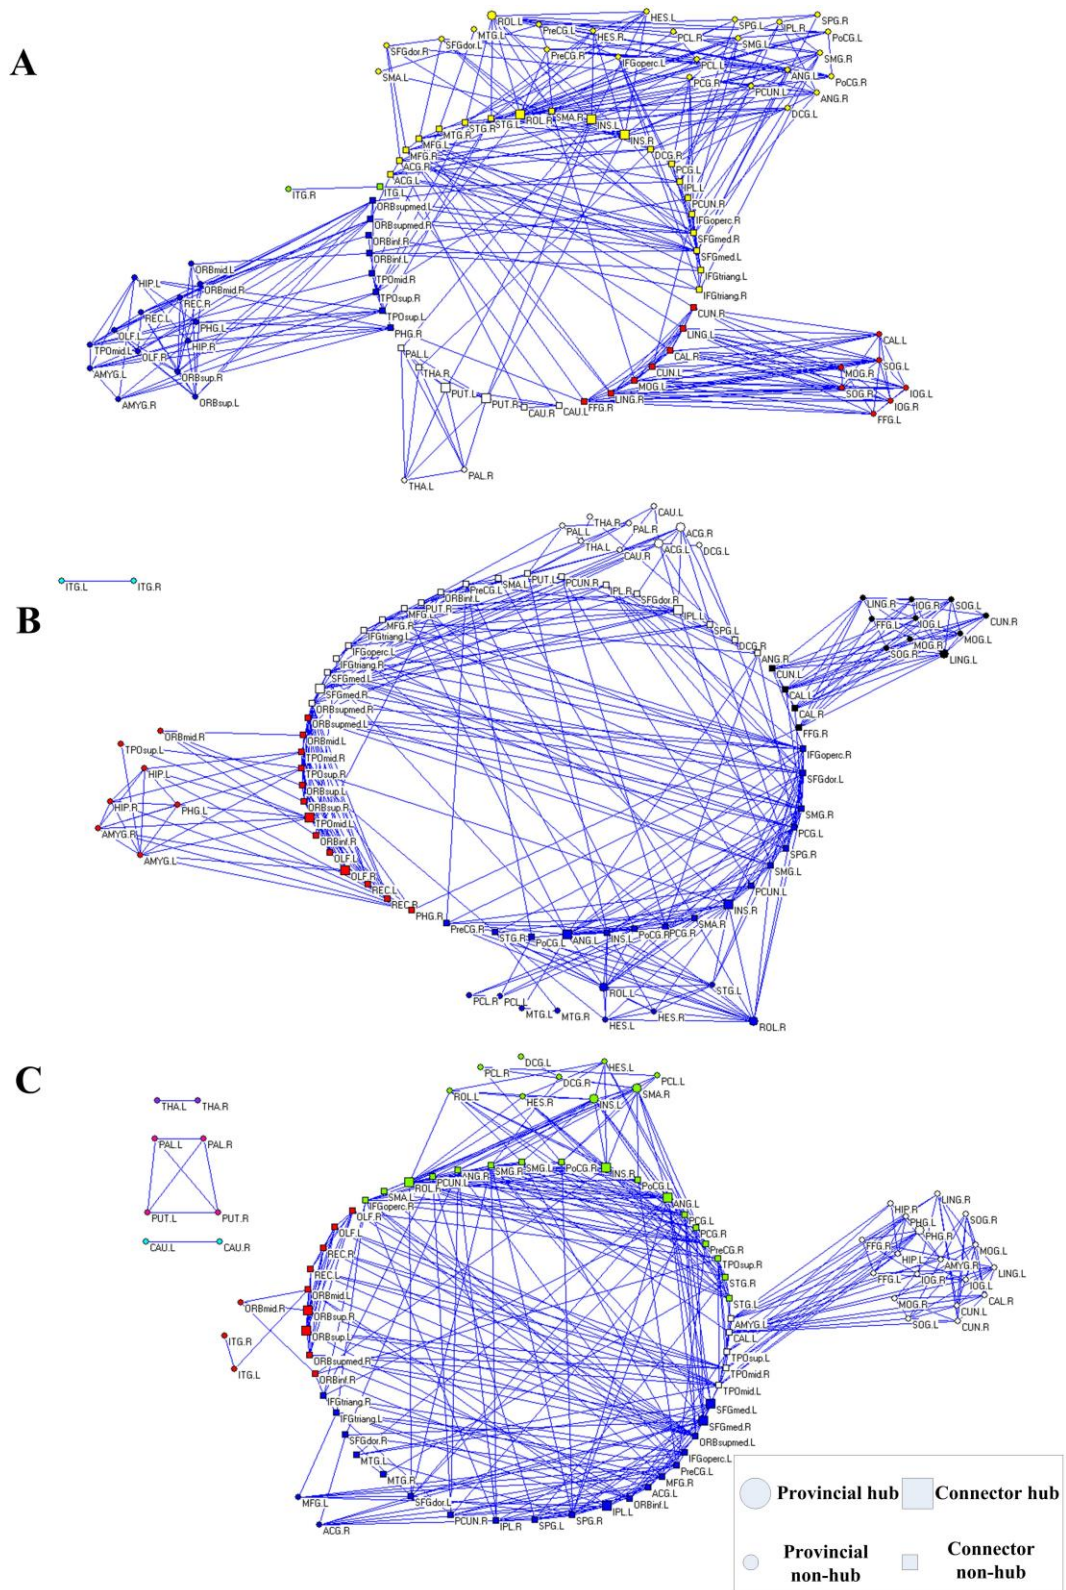 A
ROL.L
HES.L
SPG.R
SPG.L
IPL.R
PreCG.L
MTG.L
HES.R
PCL.R
SMG.L
PoCG.L
SFGdor.L
SFGdor.R
PreCG.R
IFGoperc.L
PCL.L
SMG.R
SMA.L
PCG.R
ANG.L
PoCG.R
PCUN.L
ANG.R
DCG.L
ROL.R
SMA.R
INS.L
STG.L
STG.R
MTG.R
INS.R
MFG.L
DCG.R
MFG.R
PCG.L
ACG.R
IPL.L
ACG.L
ITG.R
ITG.L
PCUN.R
ORBsupmed.L
IFGoperc.R
ORBsupmed.R
SFGmed.R
ORBinf.R
SFGmed.L
ORBinf.L
ORBmid.L
IFGtriang.L
TPOmid.R
HIP.L
ORBmid.R
IFGtriang.R
TPOsup.R
REC.R
REC.L
PHG.L
TPOsup.L
CUN.R
OLF.L
PHG.R
LING.L
TPOmid.L
OLF.R
HIP.R
PAL.L
CAL.R
CAL.L
AMYG.L
ORBsup.R
THA.R
CUN.L
MOG.R
SOG.L
AMYG.R
ORBsup.L
PUT.L
MOG.L
SOG.R
IOG.L
PUT.R
CAU.R
CAU.L
FFG.R
LING.R
IOG.R
FFG.L
PAL.R
THA.L
B
CAU.L
THA.R
PAL.L
PAL.R
ACG.R
THA.L
CAU.R
ACG.L
DCG.L
ITG.L
ITG.R
PUT.L
PCUN.R
SMA.L
PreCG.L
IPL.R
SFGdor.R
ORBinf.L
PUT.R
MFG.L
IPL.L
MFG.R
SPG.L
IFGtriang.L
DCG.R
IFGoperc.L
ANG.R
IFGtriang.R
CUN.L
SFGmed.L
CAL.L
SFGmed.R
CAL.R
ORBsupmed.R
FFG.R
ORBsupmed.L
LING.R
IOG.R
SOG.L
FFG.L
IOG.L
CUN.R
MOG.R
MOG.L
SOG.R
LING.L
ORBmid.R
ORBmid.L
IFGoperc.R
TPOsup.L
TPOmid.R
SFGdor.L
HIP.L
TPOsup.R
ORBsup.L
HIP.R
PHG.L
ORBsup.R
SMG.R
AMYG.R
TPOmid.L
PCG.L
ORBinf.R
SPG.R
AMYG.L
OLF.L
SMG.L
OLF.R
PCUN.L
REC.L
INS.R
REC.R
PHG.R
SMA.R
PreCG.R
STG.R
PoCG.L
ANG.L
INS.L
PoCG.R
PCG.R
ROL.L
STG.L
PCL.R
PCL.L
MTG.L
MTG.R
HES.L
HES.R
ROL.R
C
DCG.L
HES.L
PCL.R
DCG.R
PCL.L
THA.L
THA.R
ROL.L
HES.R
INS.L
SMA.R
PAL.L
PAL.R
SMG.R
SMG.L
PoCG.R
INS.R
ANG.R
PCUN.L
ROL.R
PoCG.L
SMA.L
ANG.L
PUT.L
PUT.R
IFGoperc.R
PCG.L
OLF.R
PCG.R
CAU.L
CAU.R
OLF.L
PreCG.R
REC.R
TPOsup.R
REC.L
STG.R
ORBmid.L
STG.L
LING.R
HIP.R
PHG.L
PHG.R
SOG.R
FFG.R
HIP.L
AMYG.R
MOG.L
FFG.L
IOG.R
IOG.L
LING.L
MOG.R
CAL.R
CUN.L
SOG.L
CUN.R
ORBmid.R
ORBsup.R
AMYG.L
ITG.R
ORBsup.L
CAL.L
ITG.L
ORBsupmed.R
TPOsup.L
ORBinf.R
TPOmid.R
IFGtriang.R
TPOmid.L
IFGtriang.L
SFGmed.L
SFGdor.R
SFGmed.R
MTG.L
ORBsupmed.L
MTG.R
IFGoperc.L
MFG.L
SFGdor.L
PreCG.L
MFG.R
ACG.R
ACG.L
PCUN.R
IPL.R
SPG.L
SPG.R
IPL.L
ORBinf.L
Provincial hub
Connector hub
Provincial
non-hub
Connector
non-hub